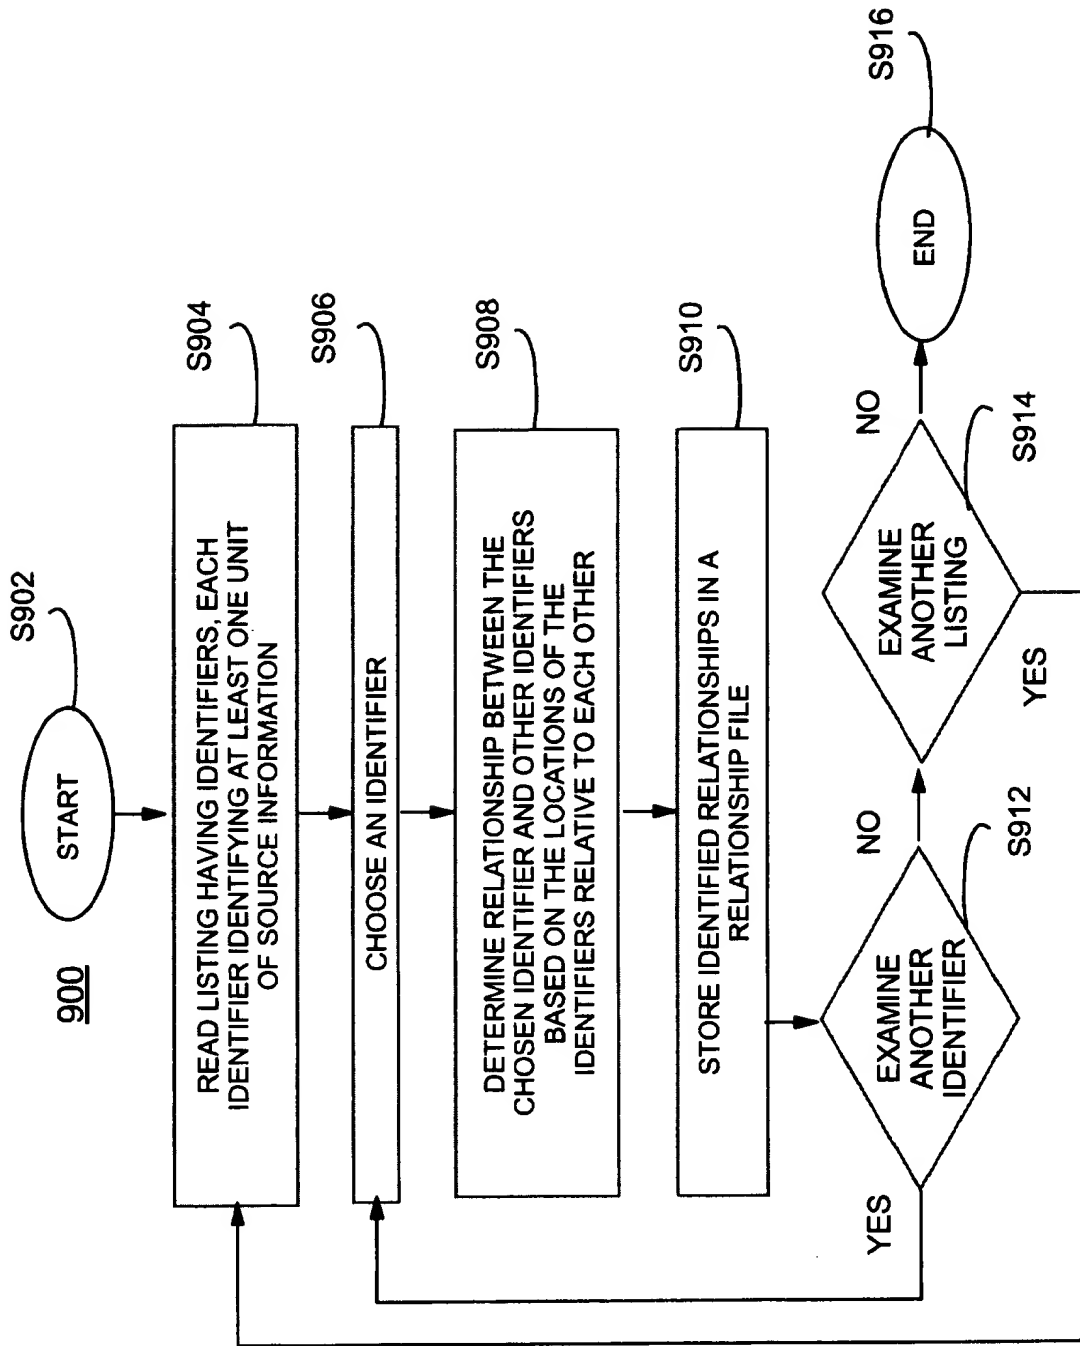 900
START
S902
READ LISTING HAVING IDENTIFIERS, EACH
IDENTIFIER IDENTIFYING AT LEAST ONE UNIT
OF SOURCE INFORMATION
S904
CHOOSE AN IDENTIFIER
S906
DETERMINE RELATIONSHIP BETWEEN THE
CHOSEN IDENTIFIER AND OTHER IDENTIFIERS
BASED ON THE LOCATIONS OF THE
IDENTIFIERS RELATIVE TO EACH OTHER
S908
STORE IDENTIFIED RELATIONSHIPS IN A
RELATIONSHIP FILE
S910
YES
EXAMINE
ANOTHER
IDENTIFIER
NO
S912
EXAMINE
ANOTHER
LISTING
NO
YES
S914
END
S916